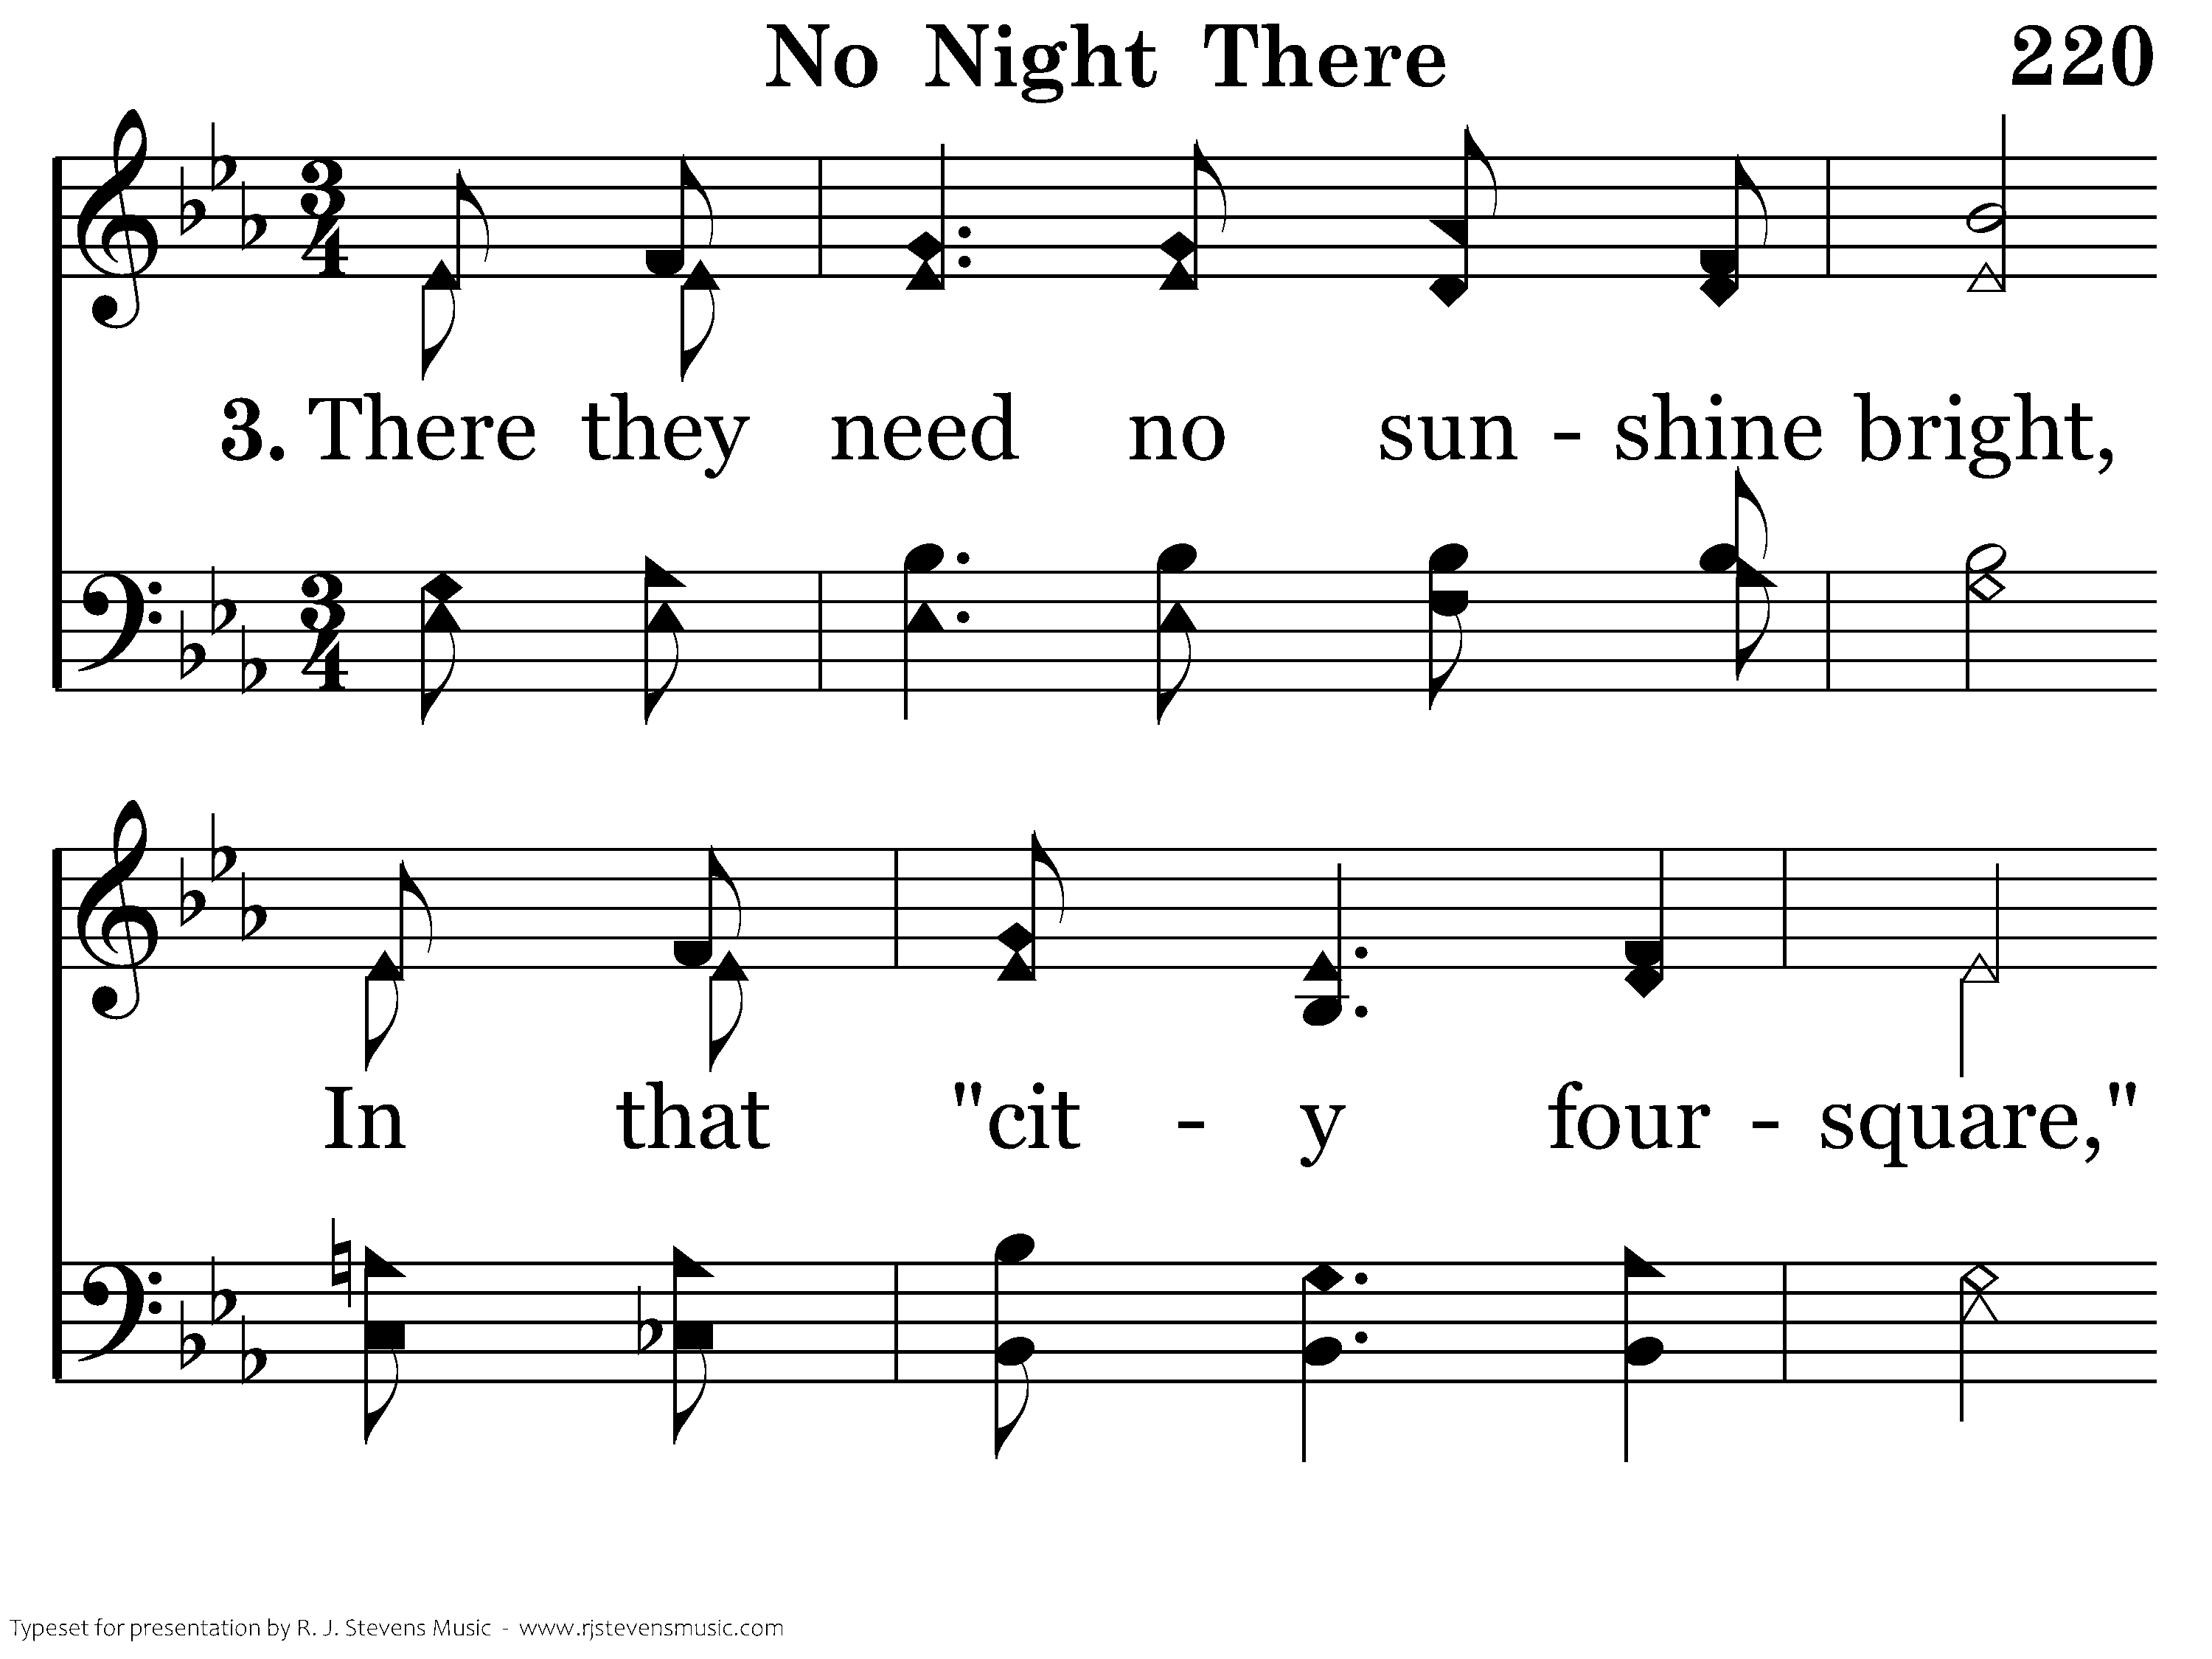 No Night There 220
3. There they need no sun - shine bright,
In that "cit - y four - square,"
Typeset for presentation by R. J. Stevens Music - www.rjstevensmusic.com